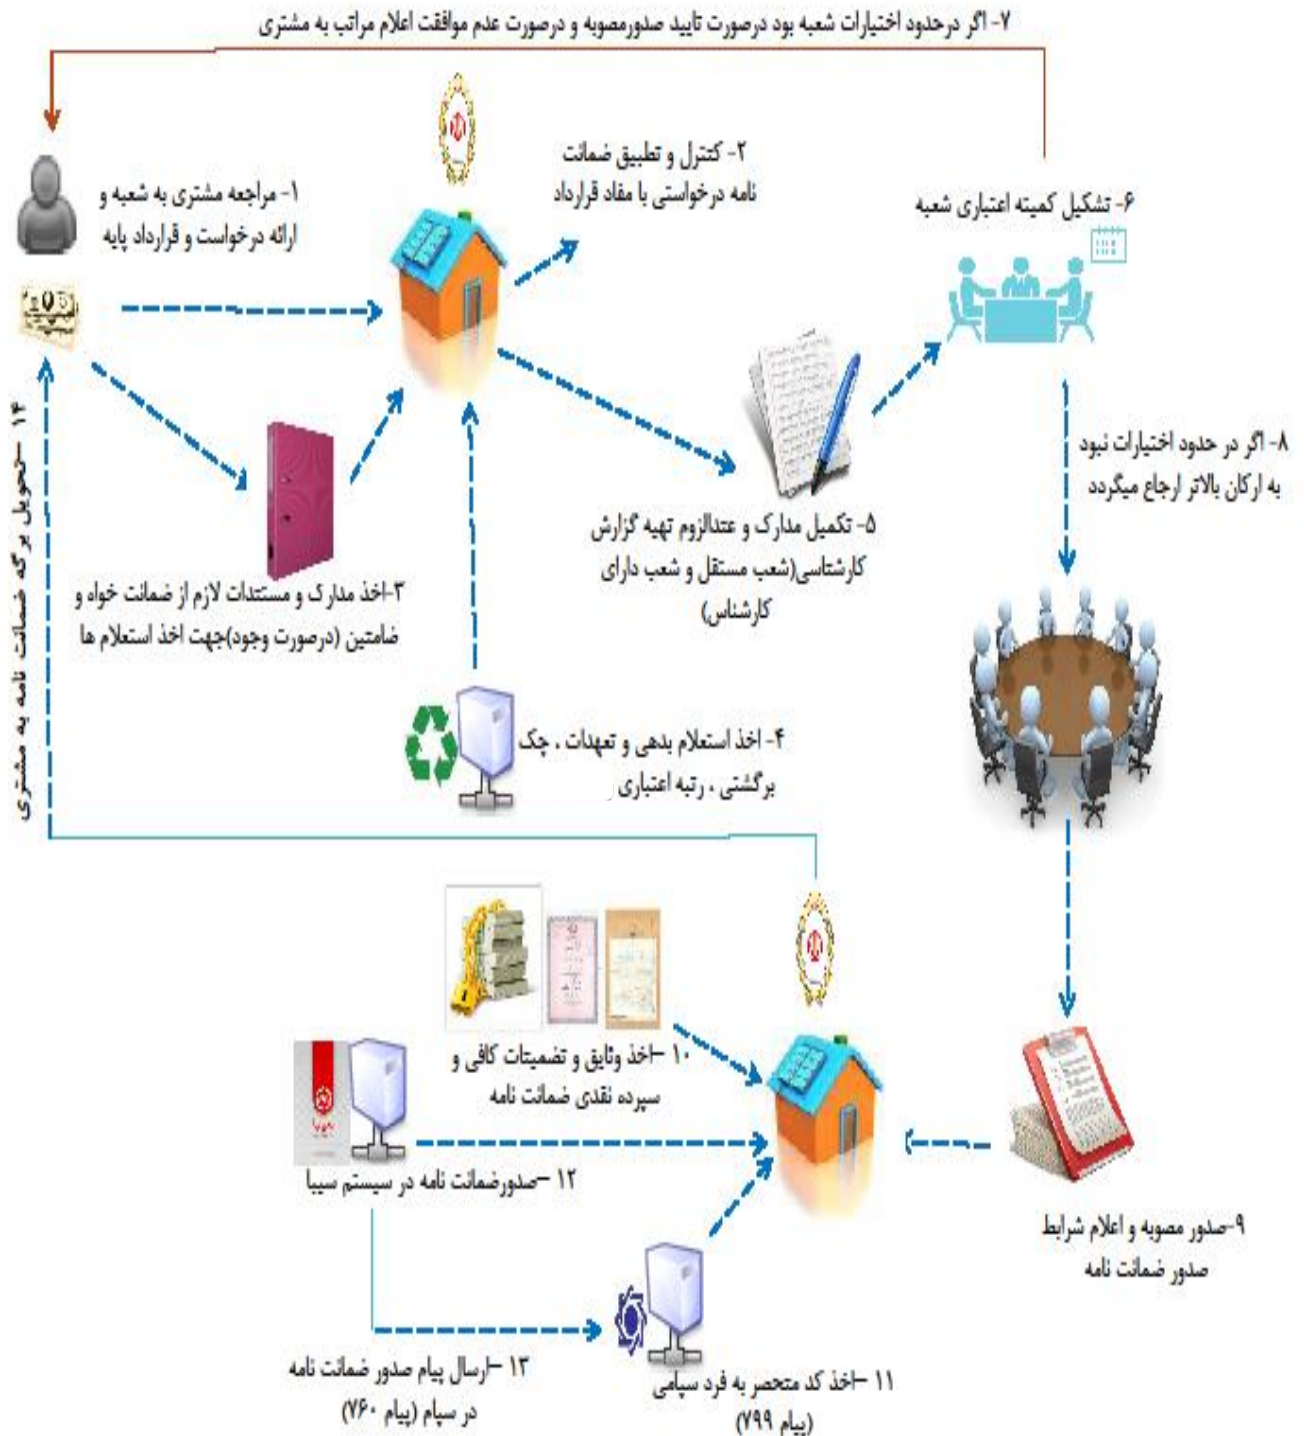 ۷- اگر درحدود اختیارات شعبه بود درصورت تایید صدورمصوبه و درصورت عدم موافقت اعلام مراتب به مشتری
۱- مراجعه مشتری به شعبه و
ارائه درخواست و قرارداد پایه
۲- کنترل و تطبیق ضمانت
نامه درخواستی با مفاد قرارداد
۳-اخذ مدارک و مستندات لازم از ضمانت خواه و
ضامنین (درصورت وجود)جهت اخذ استعلام ها
۴- اخذ استعلام بدهی و تعهدات ، چک
برگشتی ، رتبه اعتباری
۵- تکمیل مدارک و عندالزوم تهیه گزارش
کارشناسی(شعب مستقل و شعب دارای
کارشناس)
۶- تشکیل کمیته اعتباری شعبه
۸- اگر در حدود اختیارات نبود
به ارکان بالاتر ارجاع میگردد
۹-صدور مصوبه و اعلام شرایط
صدور ضمانت نامه
۱۰ –اخذ وثایق و تضمینات کافی و
سپرده نقدی ضمانت نامه
۱۱ –اخذ کد منحصر به فرد سپامی
(پیام ۷۹۹)
۱۲ –صدورضمانت نامه در سیستم سیبا
۱۳ –ارسال پیام صدور ضمانت نامه
در سپام (پیام ۷۶۰)
۱۴ –تحویل برگه ضمانت نامه به مشتری